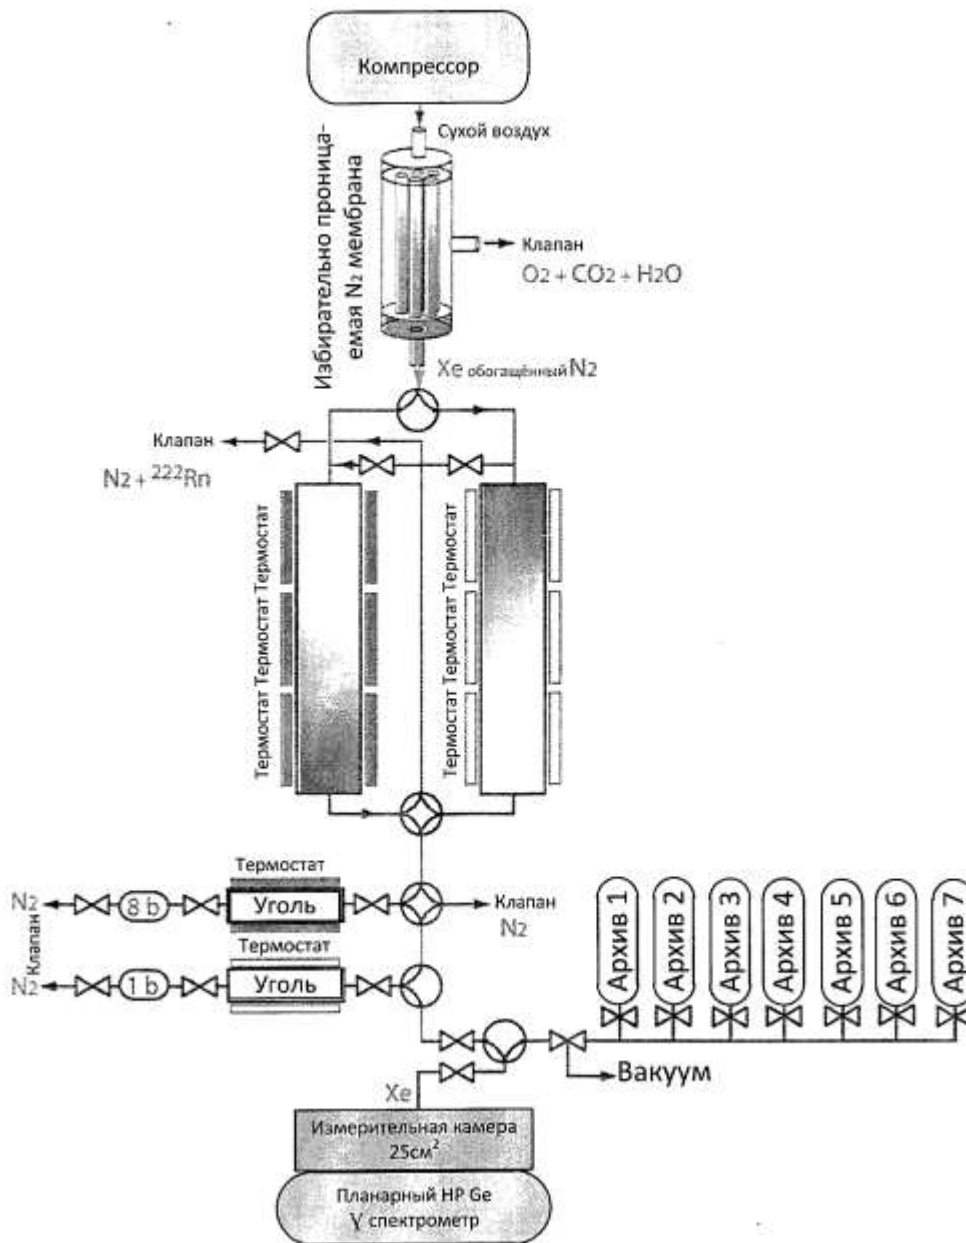 Компрессор
Сухой воздух
Избирательно проница-
емая N2 мембрана
Клапан
O2 + CO2 + H2O
Xe обогащённый N2
Клапан
N2 + 222Rn
Термостат Термостат Термостат
Термостат Термостат Термостат
Термостат
N2
8 b
Уголь
Клапан
N2
Клапан
Термостат
N2
1 b
Уголь
Архив 1
Архив 2
Архив 3
Архив 4
Архив 5
Архив 6
Архив 7
Вакуум
Xe
Измерительная камера
25см2
Планарный HP Ge
γ спектрометр